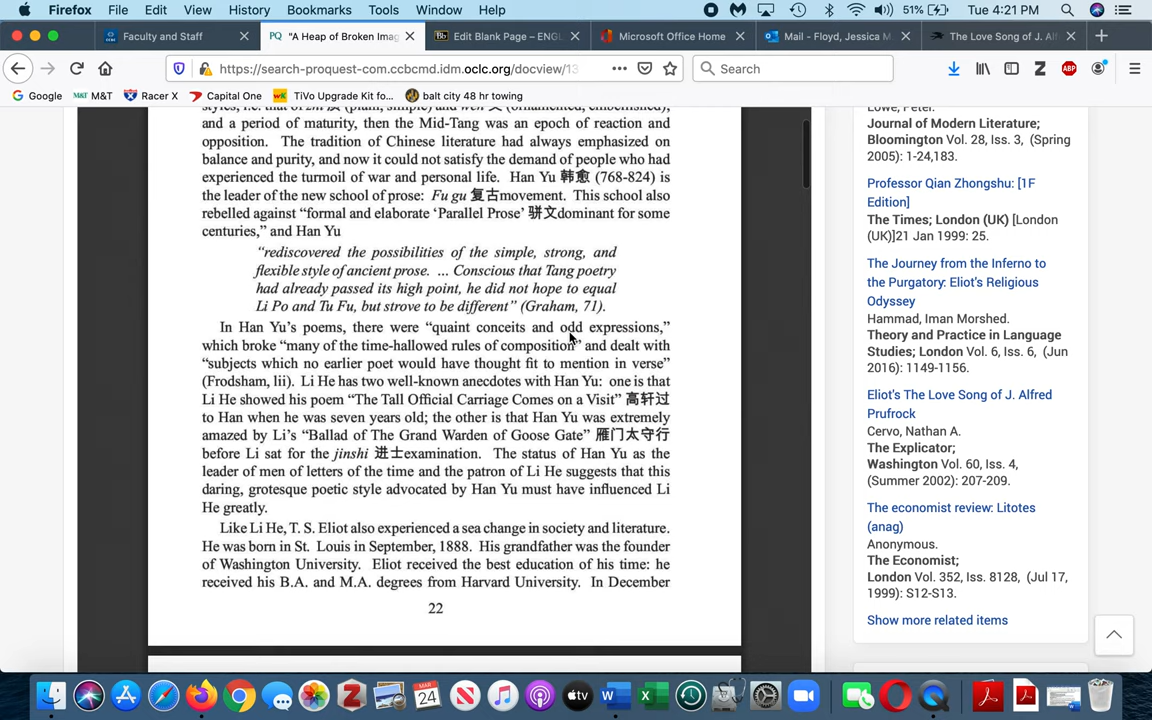 Firefox File Edit View History Bookmarks Tools Window Help 51% Tue 4:21 PM
Faculty and Staff
PQ "A Heap of Broken Imag
Edit Blank Page – ENGL
Microsoft Office Home
Mail - Floyd, Jessica M
The Love Song of J. Alf
https://search-proquest-com.ccbcmd.idm.oclc.org/docview/13
Search
Google M&T Racer X Capital One TiVo Upgrade Kit fo... balt city 48 hr towing
and a period of maturity, then the Mid-Tang was an epoch of reaction and
opposition. The tradition of Chinese literature had always emphasized on
balance and purity, and now it could not satisfy the demand of people who had
experienced the turmoil of war and personal life. Han Yu 韩愈 (768-824) is
the leader of the new school of prose: Fu gu 复古movement. This school also
rebelled against "formal and elaborate 'Parallel Prose' 骈文dominant for some
centuries," and Han Yu
"rediscovered the possibilities of the simple, strong, and
flexible style of ancient prose. ... Conscious that Tang poetry
had already passed its high point, he did not hope to equal
Li Po and Tu Fu, but strove to be different" (Graham, 71).
In Han Yu's poems, there were "quaint conceits and odd expressions,"
which broke "many of the time-hallowed rules of composition" and dealt with
"subjects which no earlier poet would have thought fit to mention in verse"
(Frodsham, lii). Li He has two well-known anecdotes with Han Yu: one is that
Li He showed his poem "The Tall Official Carriage Comes on a Visit" 高轩过
to Han when he was seven years old; the other is that Han Yu was extremely
amazed by Li's "Ballad of The Grand Warden of Goose Gate" 雁门太守行
before Li sat for the jinshi 进士examination. The status of Han Yu as the
leader of men of letters of the time and the patron of Li He suggests that this
daring, grotesque poetic style advocated by Han Yu must have influenced Li
He greatly.
Like Li He, T. S. Eliot also experienced a sea change in society and literature.
He was born in St. Louis in September, 1888. His grandfather was the founder
of Washington University. Eliot received the best education of his time: he
received his B.A. and M.A. degrees from Harvard University. In December
22
Lowe, Peter.
Journal of Modern Literature;
Bloomington Vol. 28, Iss. 3, (Spring
2005): 1-24,183.
Professor Qian Zhongshu: [1F
Edition]
The Times; London (UK) [London
(UK)]21 Jan 1999: 25.
The Journey from the Inferno to
the Purgatory: Eliot's Religious
Odyssey
Hammad, Iman Morshed.
Theory and Practice in Language
Studies; London Vol. 6, Iss. 6, (Jun
2016): 1149-1156.
Eliot's The Love Song of J. Alfred
Prufrock
Cervo, Nathan A.
The Explicator;
Washington Vol. 60, Iss. 4,
(Summer 2002): 207-209.
The economist review: Litotes
(anag)
Anonymous.
The Economist;
London Vol. 352, Iss. 8128, (Jul 17,
1999): S12-S13.
Show more related items